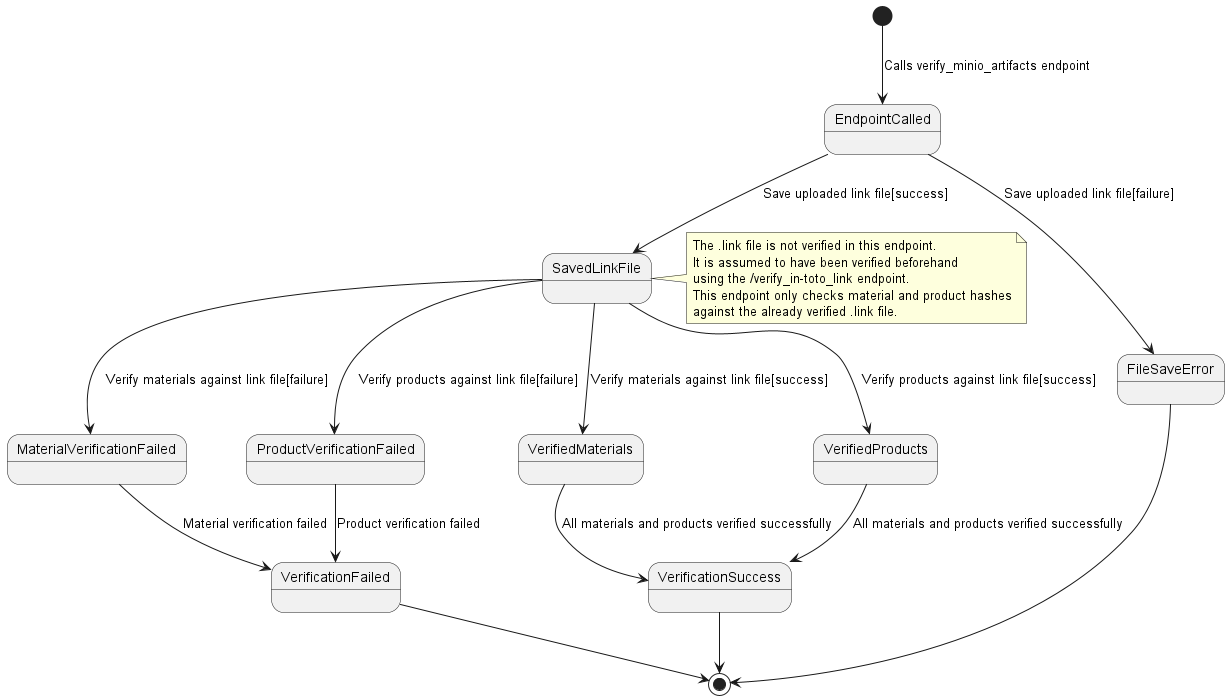 Calls verify_minio_artifacts endpoint
EndpointCalled
Save uploaded link file[success]
Save uploaded link file[failure]
The .link file is not verified in this endpoint.
It is assumed to have been verified beforehand
using the /verify_in-toto_link endpoint.
This endpoint only checks material and product hashes
against the already verified .link file.
SavedLinkFile
FileSaveError
Verify materials against link file[failure]
Verify products against link file[failure]
Verify materials against link file[success]
Verify products against link file[success]
MaterialVerificationFailed
ProductVerificationFailed
VerifiedMaterials
VerifiedProducts
Material verification failed
Product verification failed
All materials and products verified successfully
All materials and products verified successfully
VerificationFailed
VerificationSuccess